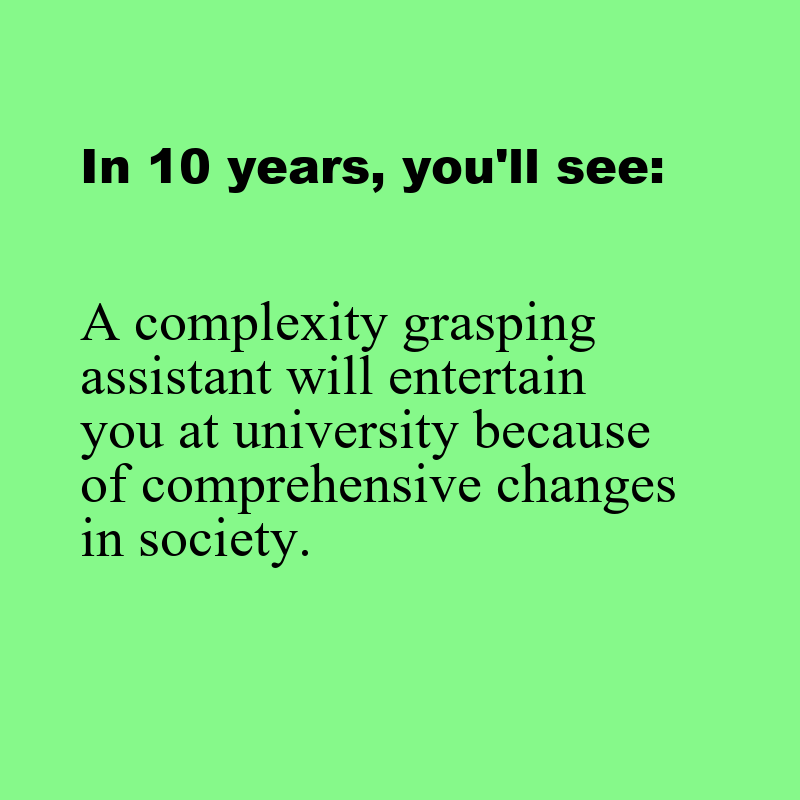 In 10 years, you'll see:
A complexity grasping
assistant will entertain
you at university because
of comprehensive changes
in society.